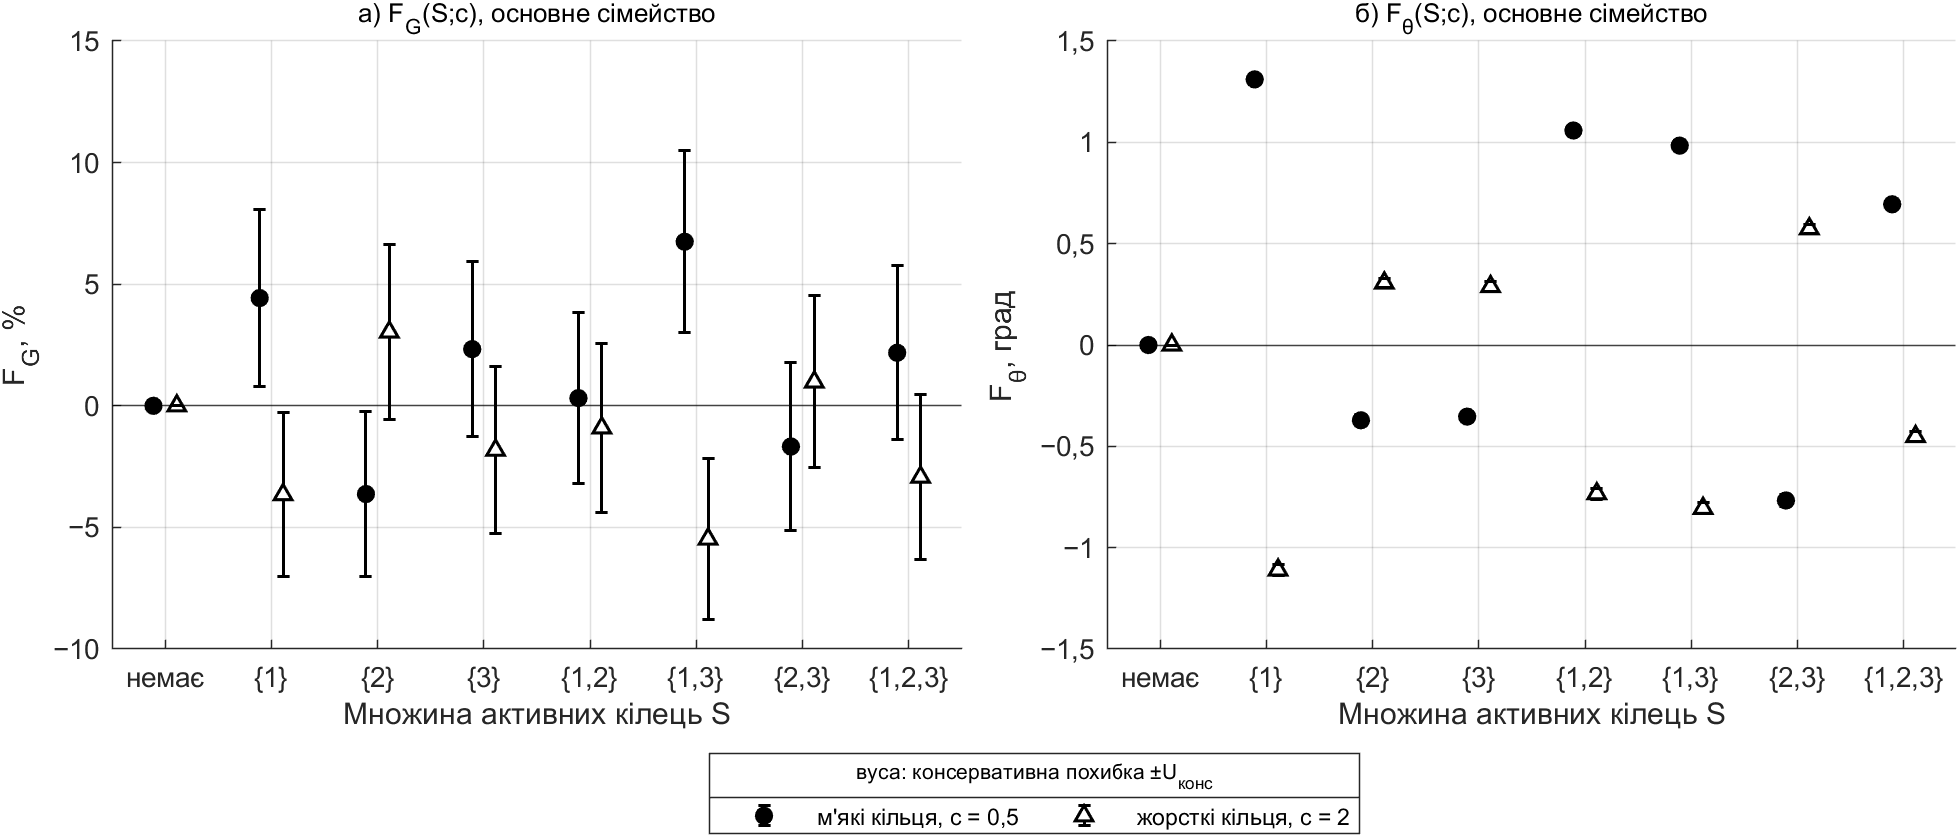 а) F_G(S;c), основне сімейство
15
10
5
0
−5
−10
F_G, %
немає {1} {2} {3} {1,2} {1,3} {2,3} {1,2,3}
Множина активних кілець S
б) F_θ(S;c), основне сімейство
1,5
1
0,5
0
−0,5
−1
−1,5
F_θ, град
немає {1} {2} {3} {1,2} {1,3} {2,3} {1,2,3}
Множина активних кілець S
вуса: консервативна похибка ±U_конс
м'які кільця, c = 0,5 жорсткі кільця, c = 2